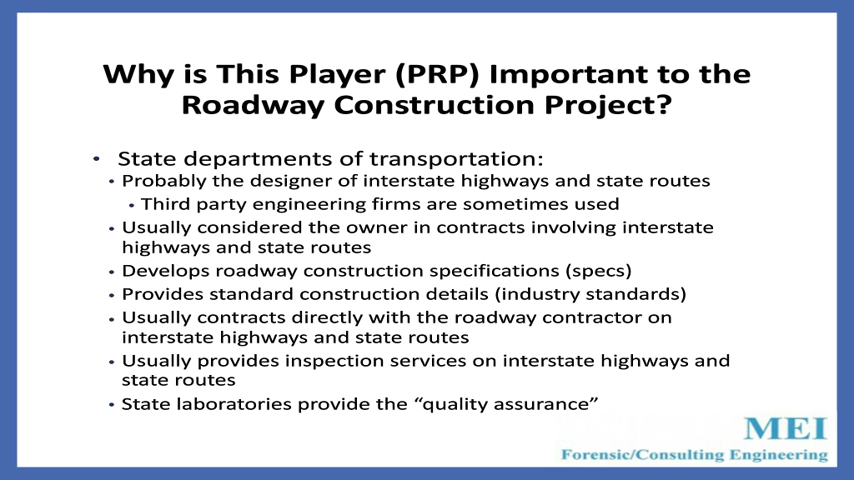 Why is This Player (PRP) Important to the
Roadway Construction Project?
• State departments of transportation:
• Probably the designer of interstate highways and state routes
• Third party engineering firms are sometimes used
• Usually considered the owner in contracts involving interstate
highways and state routes
• Develops roadway construction specifications (specs)
• Provides standard construction details (industry standards)
• Usually contracts directly with the roadway contractor on
interstate highways and state routes
• Usually provides inspection services on interstate highways and
state routes
• State laboratories provide the “quality assurance”
MEI
Forensic/Consulting Engineering